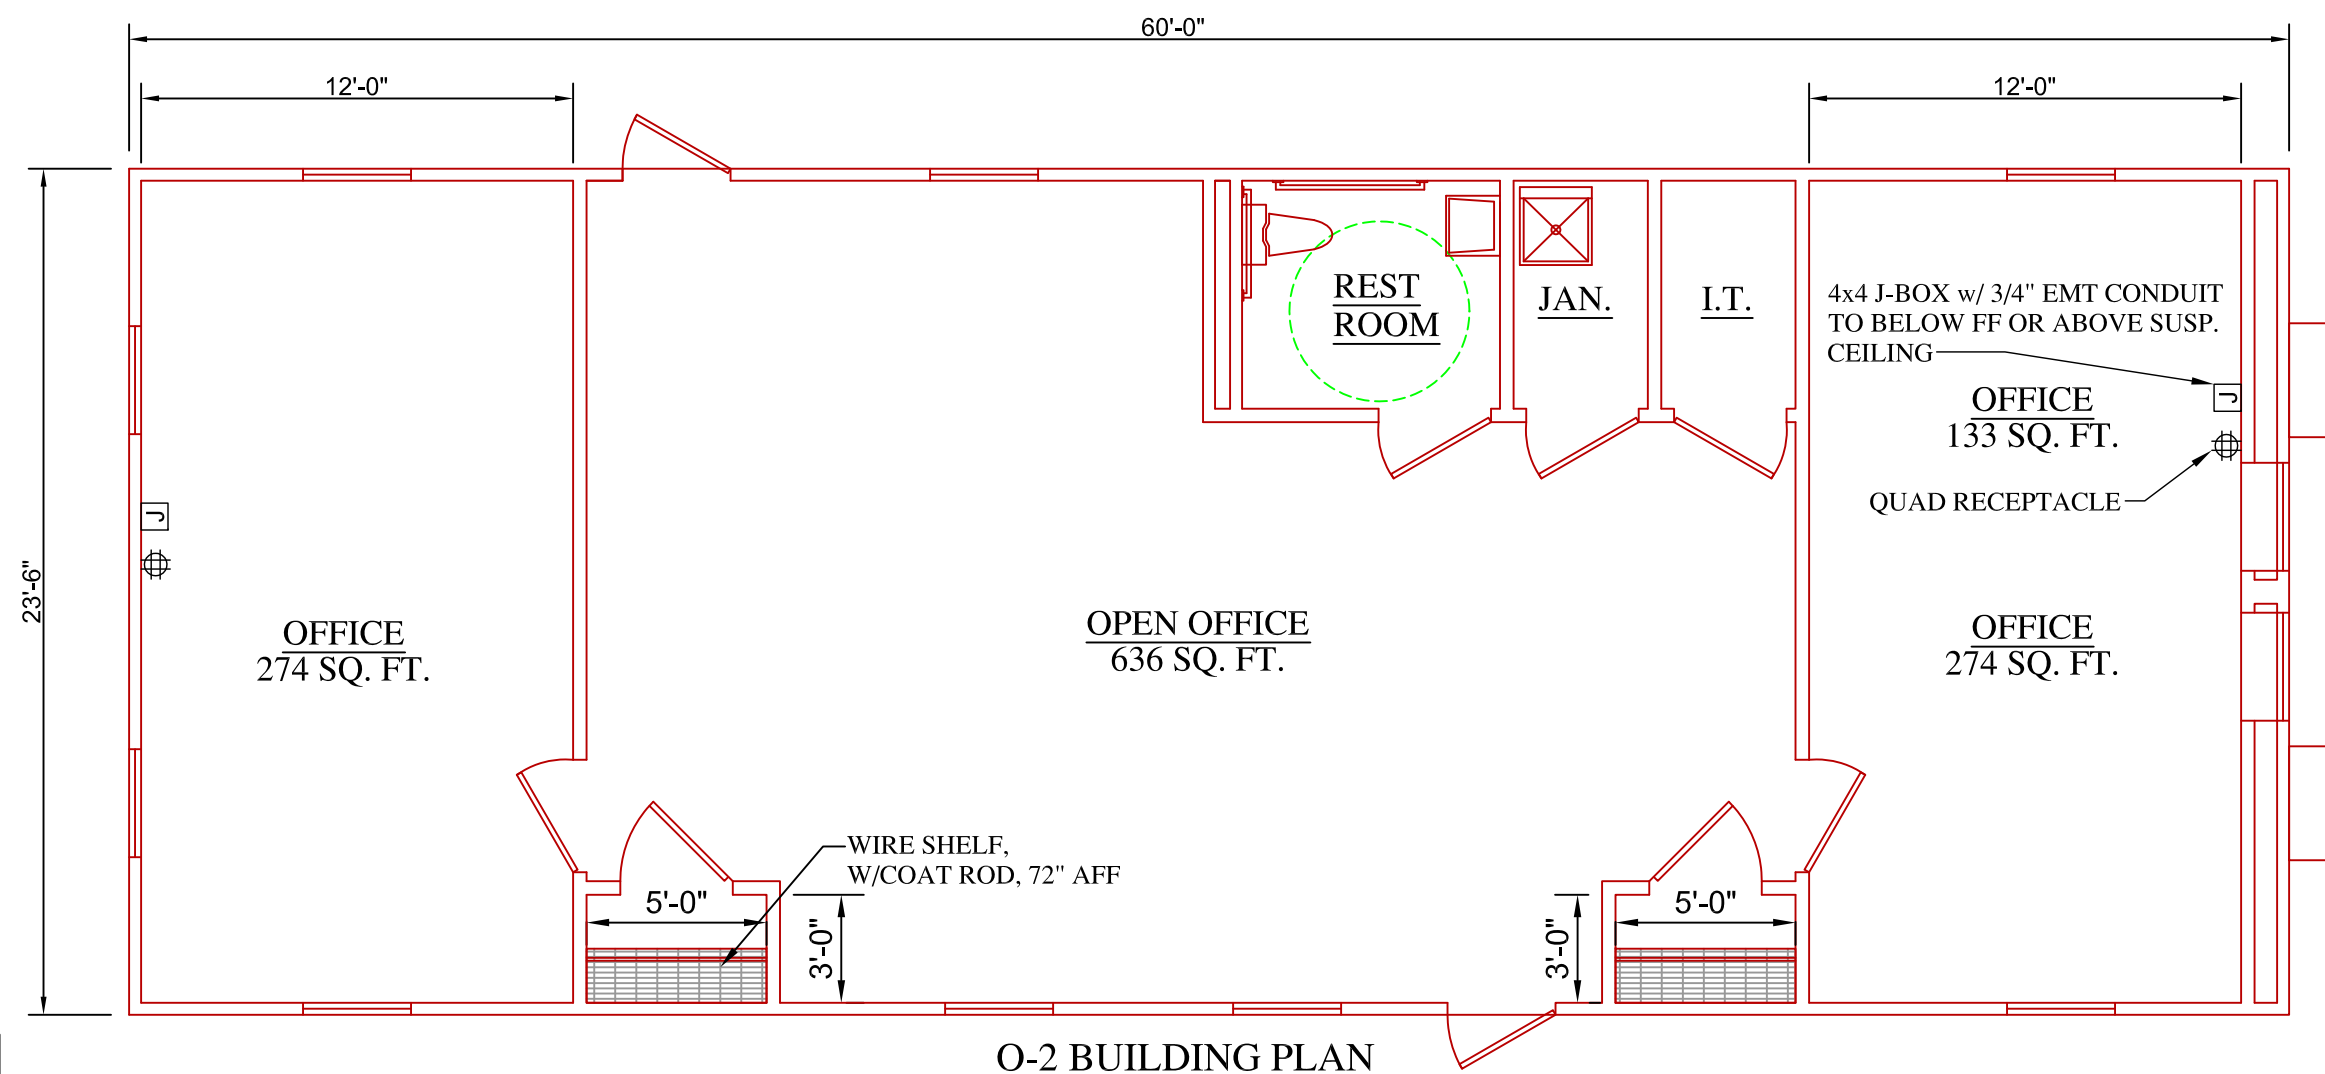 60'-0"
12'-0"
12'-0"
23'-6"
REST
ROOM
JAN.
I.T.
4x4 J-BOX w/ 3/4" EMT CONDUIT
TO BELOW FF OR ABOVE SUSP.
CEILING
J
OFFICE
133 SQ. FT.
QUAD RECEPTACLE
J
OFFICE
274 SQ. FT.
OPEN OFFICE
636 SQ. FT.
OFFICE
274 SQ. FT.
WIRE SHELF,
W/COAT ROD, 72" AFF
5'-0"
3'-0"
3'-0"
5'-0"
O-2 BUILDING PLAN